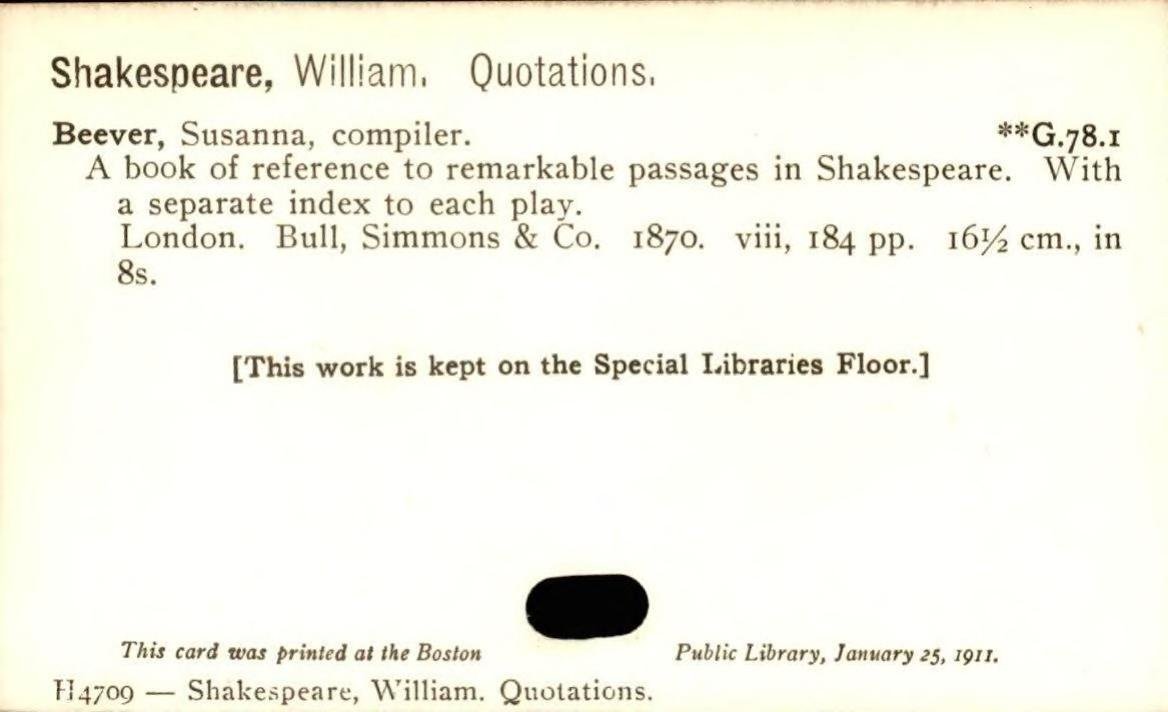 Shakespeare, William. Quotations.
Beever, Susanna, compiler. **G.78.1
A book of reference to remarkable passages in Shakespeare. With
a separate index to each play.
London. Bull, Simmons & Co. 1870. viii, 184 pp. 16½ cm., in
8s.
[This work is kept on the Special Libraries Floor.]
This card was printed at the Boston Public Library, January 25, 1911.
H4709 — Shakespeare, William. Quotations.